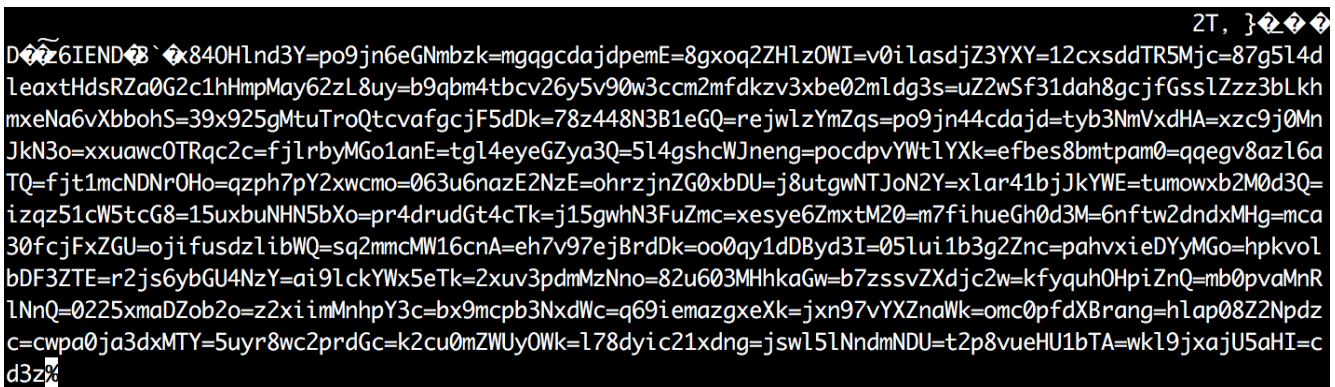 2T, }���
D��z6IEND�B`�x84OHlnd3Y=po9jn6eGNmbzk=mgqgcdajdpemE=8gxoq2ZHlzOWI=v0ilasdjZ3YXY=12cxsddTR5Mjc=87g5l4d
leaxtHdsRZa0G2c1hHmpMay62zL8uy=b9qbm4tbcv26y5v90w3ccm2mfdkzv3xbe02mldg3s=uZ2wSf31dah8gcjfGsslZzz3bLkh
mxeNa6vXbbohS=39x925gMtuTroQtcvafgcjF5dDk=78z448N3B1eGQ=rejwlzYmZqs=po9jn44cdajd=tyb3NmVxdHA=xzc9j0Mn
JkN3o=xxuawcOTRqc2c=fjlrbyMGo1anE=tgl4eyeGZya3Q=5l4gshcWJneng=pocdpvYWtlYXk=efbes8bmtpam0=qqegv8azl6a
TQ=fjt1mcNDNrOHo=qzph7pY2xwcmo=063u6nazE2NzE=ohrzjnZG0xbDU=j8utgwNTJoN2Y=xlar41bjJkYWE=tumowxb2M0d3Q=
izqz51cW5tcG8=15uxbuNHN5bXo=pr4drudGt4cTk=j15gwhN3FuZmc=xesye6ZmxtM20=m7fihueGh0d3M=6nftw2dndxMHg=mca
30fcjFxZGU=ojifusdzlibWQ=sq2mmcMW16cnA=eh7v97ejBrdDk=oo0qy1dDByd3I=05lui1b3g2Znc=pahvxieDYyMGo=hpkvol
bDF3ZTE=r2js6ybGU4NzY=ai9lckYWx5eTk=2xuv3pdmMzNno=82u603MHhkaGw=b7zssvZXdjc2w=kfyquhOHpiZnQ=mb0pvaMnR
lNnQ=0225xmaDZob2o=z2xiimMnhpY3c=bx9mcpb3NxdWc=q69iemazgxeXk=jxn97vYXZnaWk=omc0pfdXBrang=hlap08Z2Npdz
c=cwpa0ja3dxMTY=5uyr8wc2prdGc=k2cu0mZWUyOWk=l78dyic21xdng=jswl5lNndmNDU=t2p8vueHU1bTA=wkl9jxajU5aHI=c
d3z%